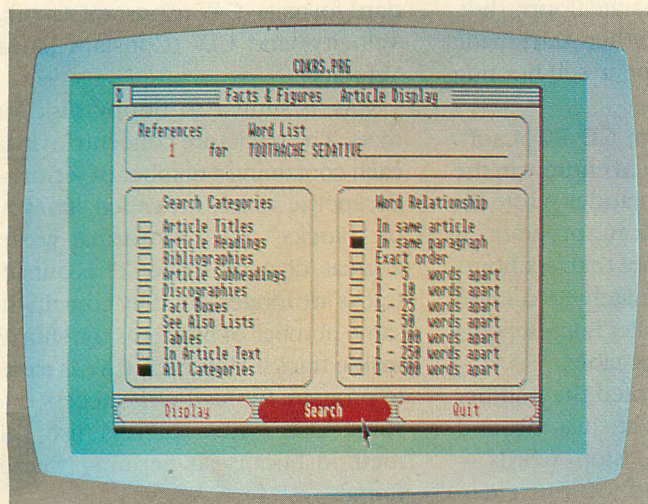 CDKRS.PRG
Facts & Figures Article Display
References Word List
1 for TOOTHACHE SEDATIVE
Search Categories
Article Titles
Article Headings
Bibliographies
Article Subheadings
Discographies
Fact Boxes
See Also Lists
Tables
In Article Text
All Categories
Word Relationship
In same article
In same paragraph
Exact order
1 - 5 words apart
1 - 10 words apart
1 - 25 words apart
1 - 50 words apart
1 - 100 words apart
1 - 250 words apart
1 - 500 words apart
Display Search Quit